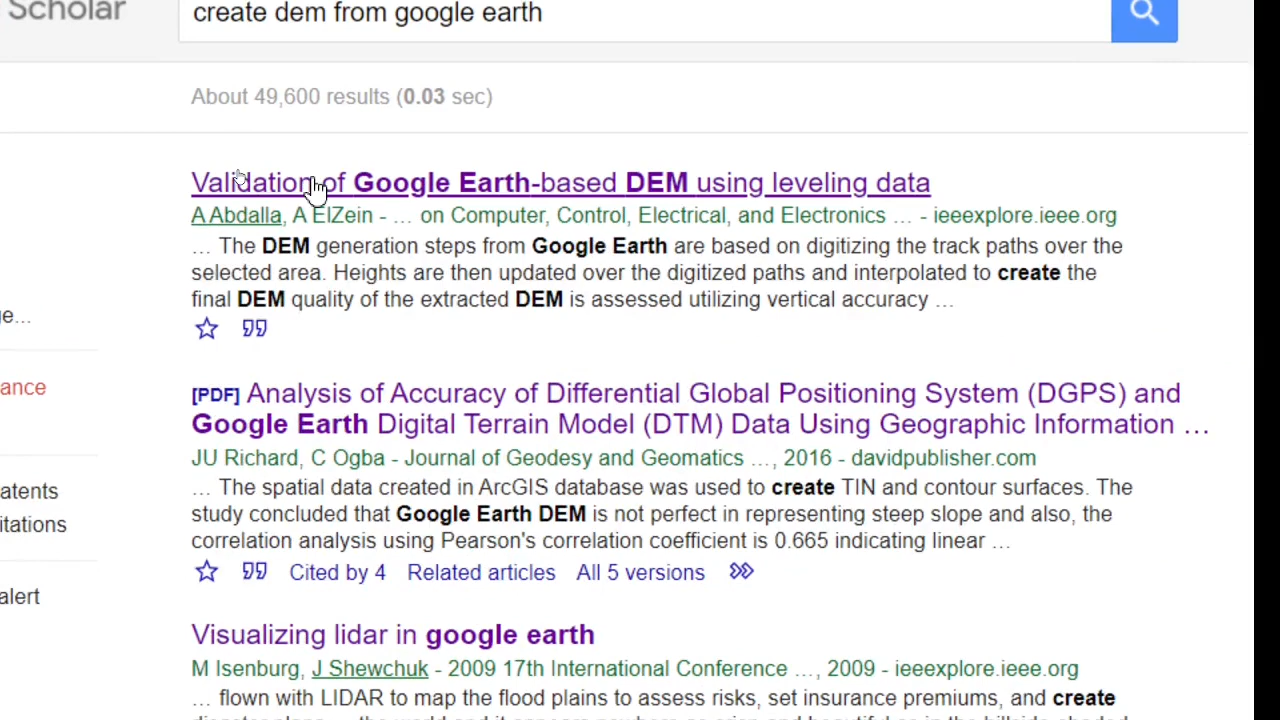 Scholar
create dem from google earth
About 49,600 results (0.03 sec)
Validation of Google Earth-based DEM using leveling data
A Abdalla, A ElZein - … on Computer, Control, Electrical, and Electronics … - ieeexplore.ieee.org
… The DEM generation steps from Google Earth are based on digitizing the track paths over the
selected area. Heights are then updated over the digitized paths and interpolated to create the
final DEM quality of the extracted DEM is assessed utilizing vertical accuracy …
ge...
[PDF] Analysis of Accuracy of Differential Global Positioning System (DGPS) and
Google Earth Digital Terrain Model (DTM) Data Using Geographic Information …
ance
JU Richard, C Ogba - Journal of Geodesy and Geomatics …, 2016 - davidpublisher.com
… The spatial data created in ArcGIS database was used to create TIN and contour surfaces. The
study concluded that Google Earth DEM is not perfect in representing steep slope and also, the
correlation analysis using Pearson's correlation coefficient is 0.665 indicating linear …
atents
itations
Cited by 4 Related articles All 5 versions
alert
Visualizing lidar in google earth
M Isenburg, J Shewchuk - 2009 17th International Conference …, 2009 - ieeexplore.ieee.org
… flown with LIDAR to map the flood plains to assess risks, set insurance premiums, and create